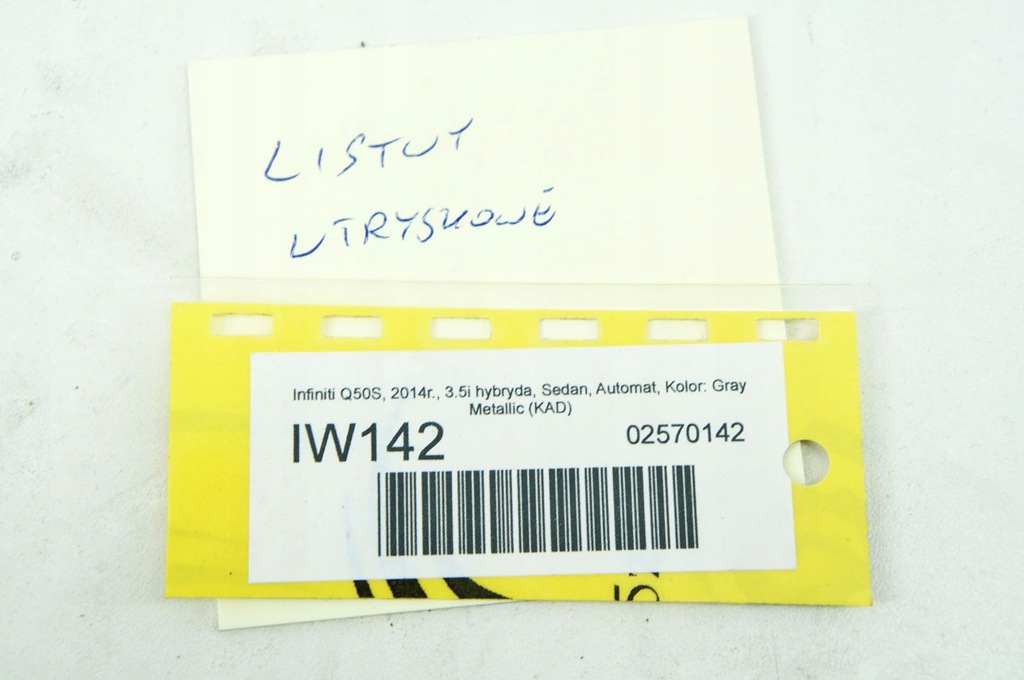 LISTWY
WTRYSKOWE
Infiniti Q50S, 2014r., 3.5i hybryda, Sedan, Automat, Kolor: Gray
Metallic (KAD)
IW142
02570142